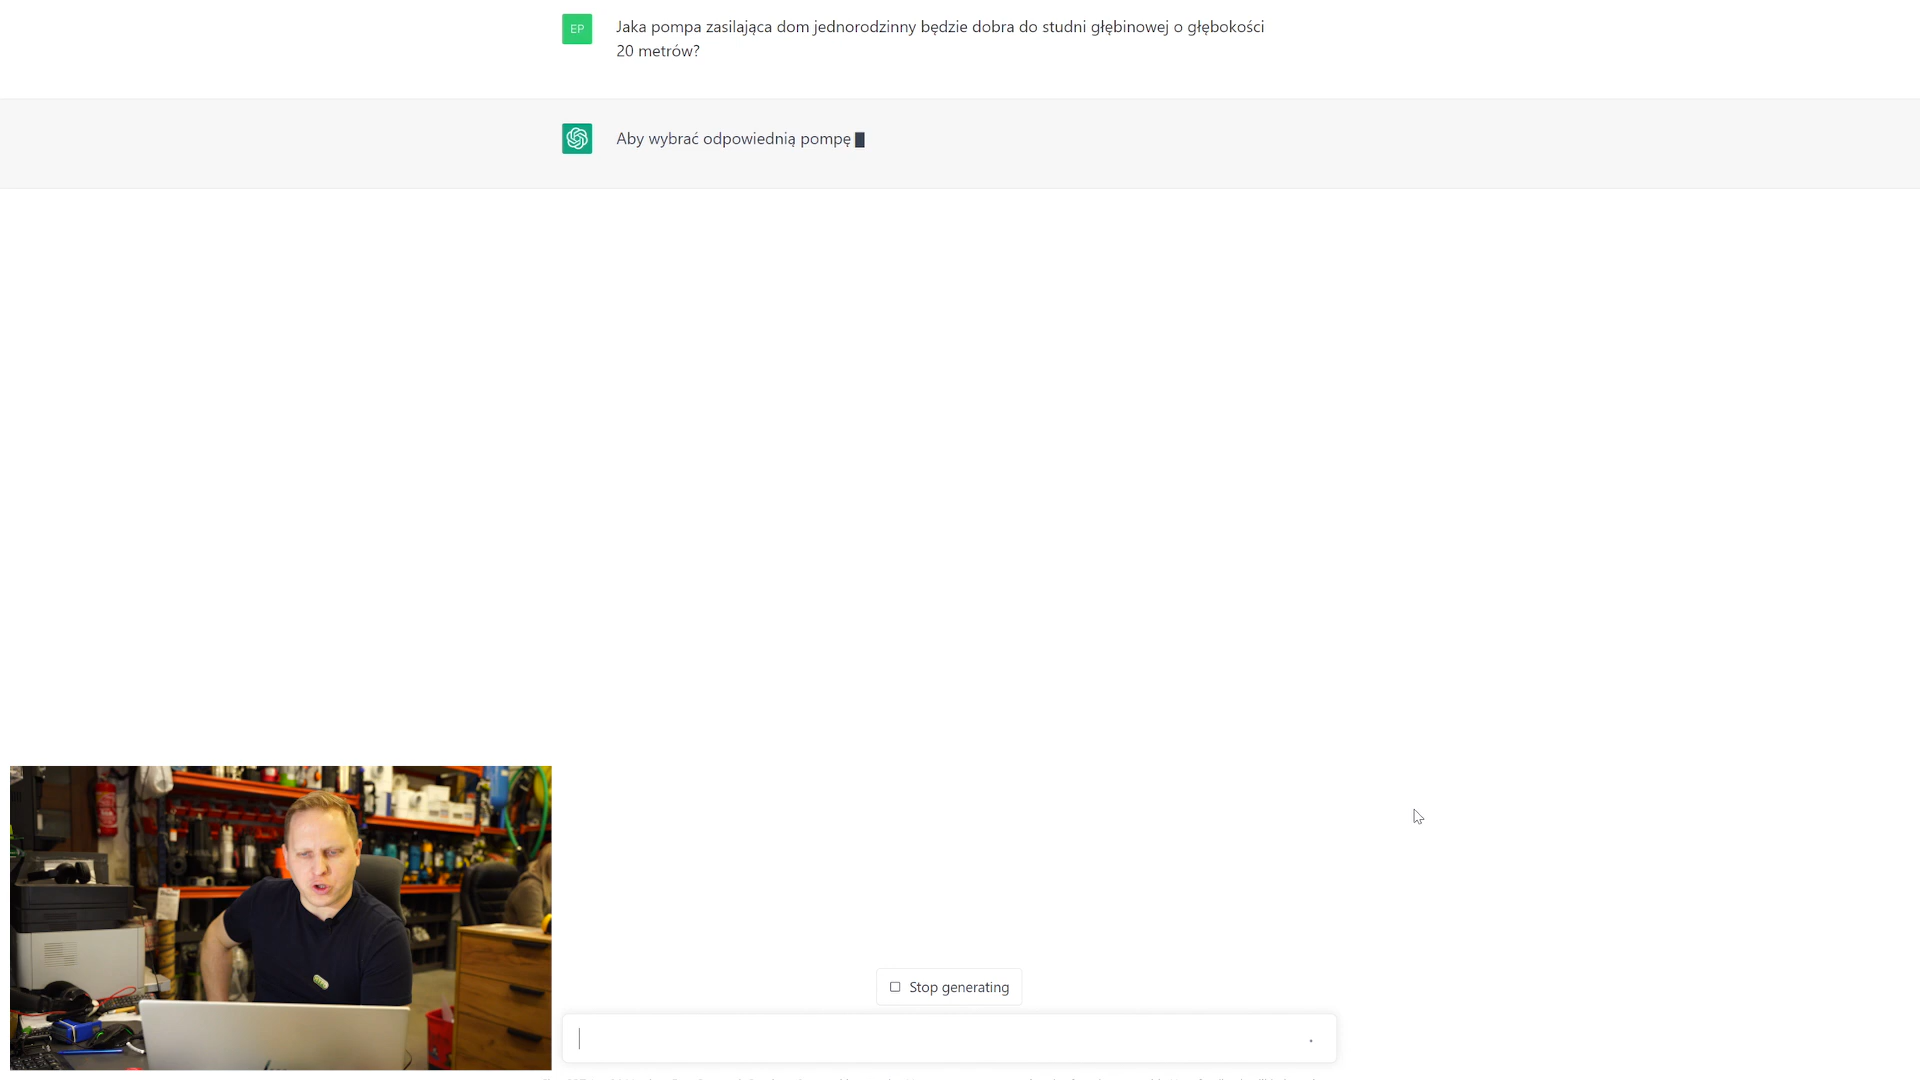 EP
Jaka pompa zasilająca dom jednorodzinny będzie dobra do studni głębinowej o głębokości
20 metrów?
Aby wybrać odpowiednią pompę
Stop generating